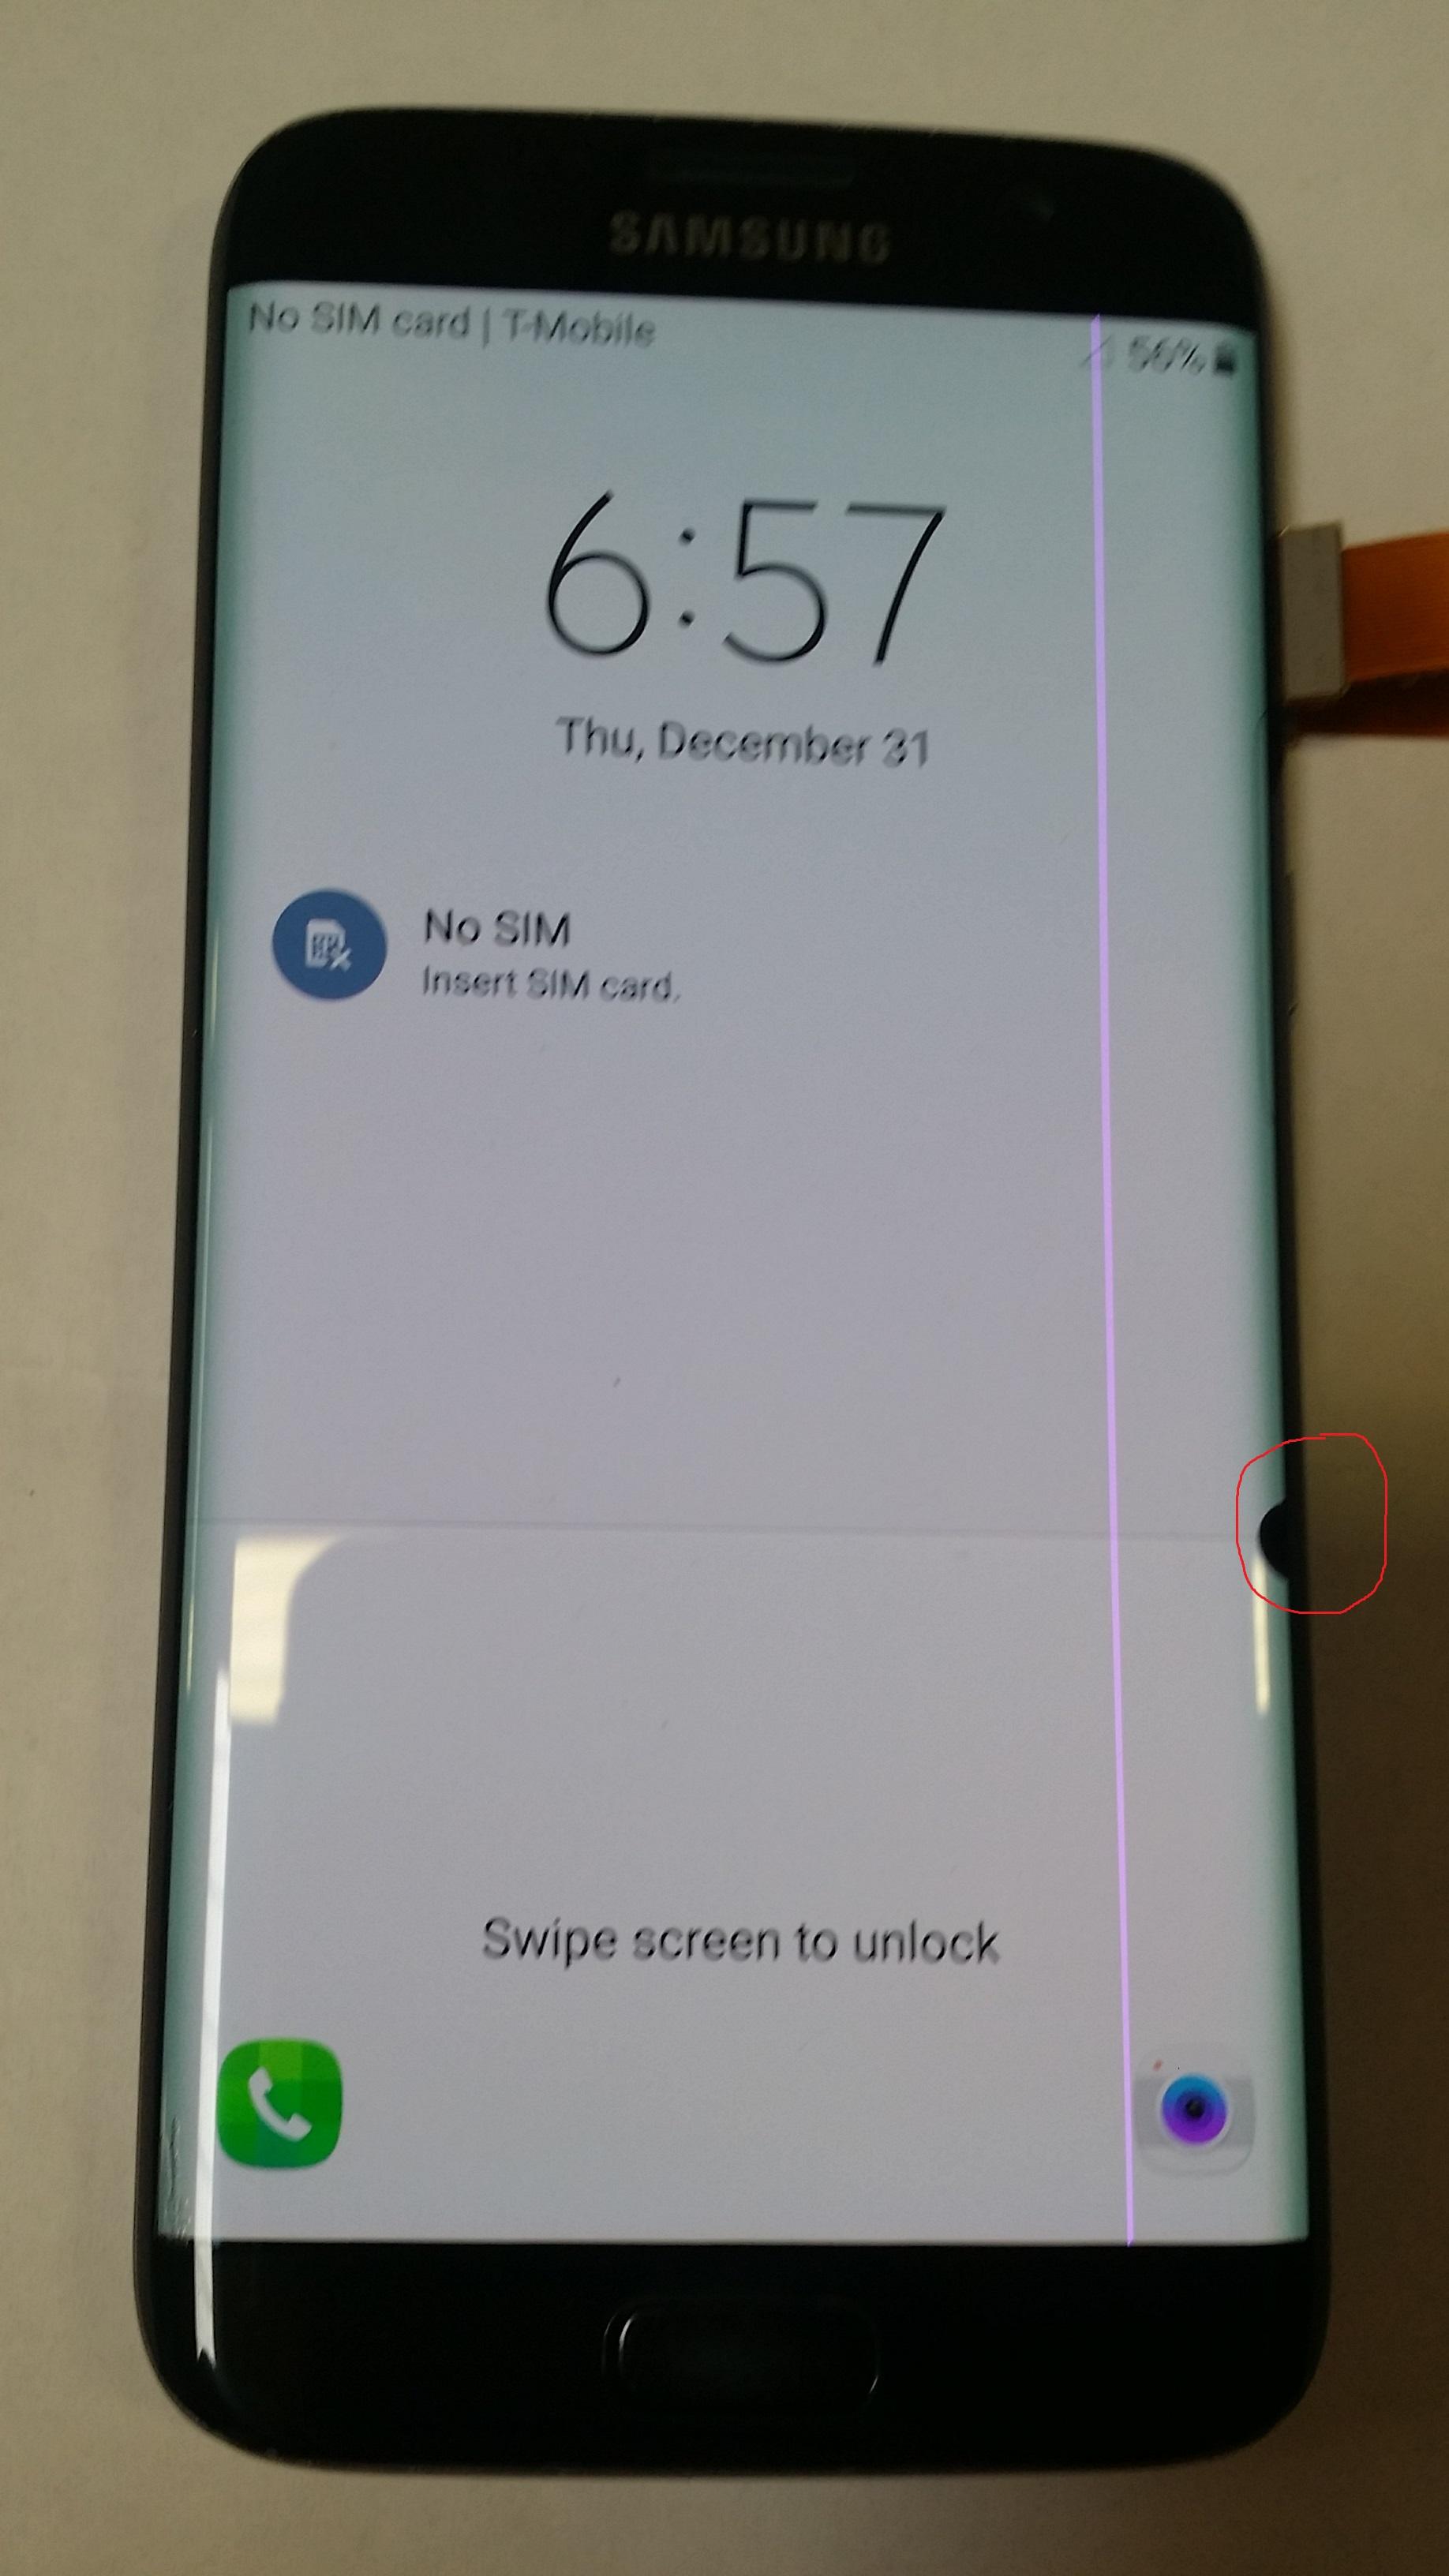 SAMSUNG
No SIM card | T-Mobile
56%
6:57
Thu, December 31
No SIM
Insert SIM card.
Swipe screen to unlock